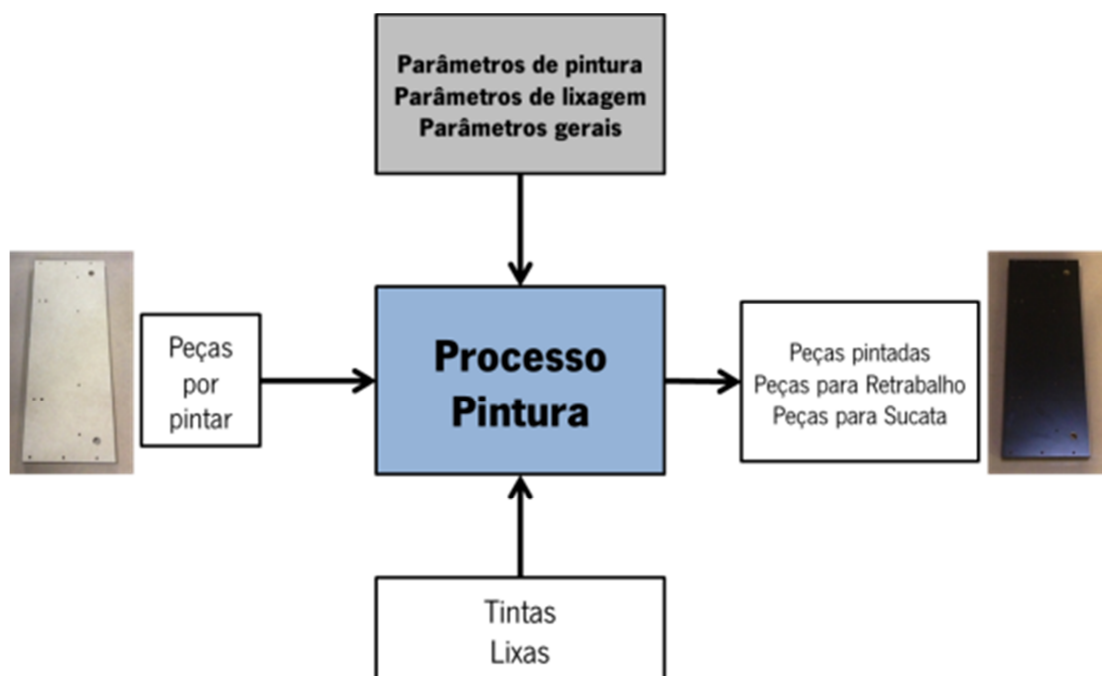 Parâmetros de pintura
Parâmetros de lixagem
Parâmetros gerais
Peças
por
pintar
Processo
Pintura
Peças pintadas
Peças para Retrabalho
Peças para Sucata
Tintas
Lixas